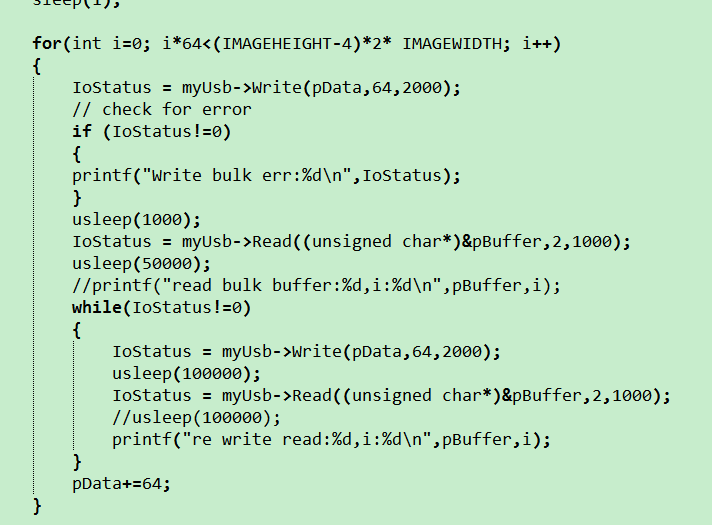 sleep(1);
for(int i=0; i*64<(IMAGEHEIGHT-4)*2* IMAGEWIDTH; i++)
{
IoStatus = myUsb->Write(pData,64,2000);
// check for error
if (IoStatus!=0)
{
printf("Write bulk err:%d\n",IoStatus);
}
usleep(1000);
IoStatus = myUsb->Read((unsigned char*)&pBuffer,2,1000);
usleep(50000);
//printf("read bulk buffer:%d,i:%d\n",pBuffer,i);
while(IoStatus!=0)
{
IoStatus = myUsb->Write(pData,64,2000);
usleep(100000);
IoStatus = myUsb->Read((unsigned char*)&pBuffer,2,1000);
//usleep(100000);
printf("re write read:%d,i:%d\n",pBuffer,i);
}
pData+=64;
}